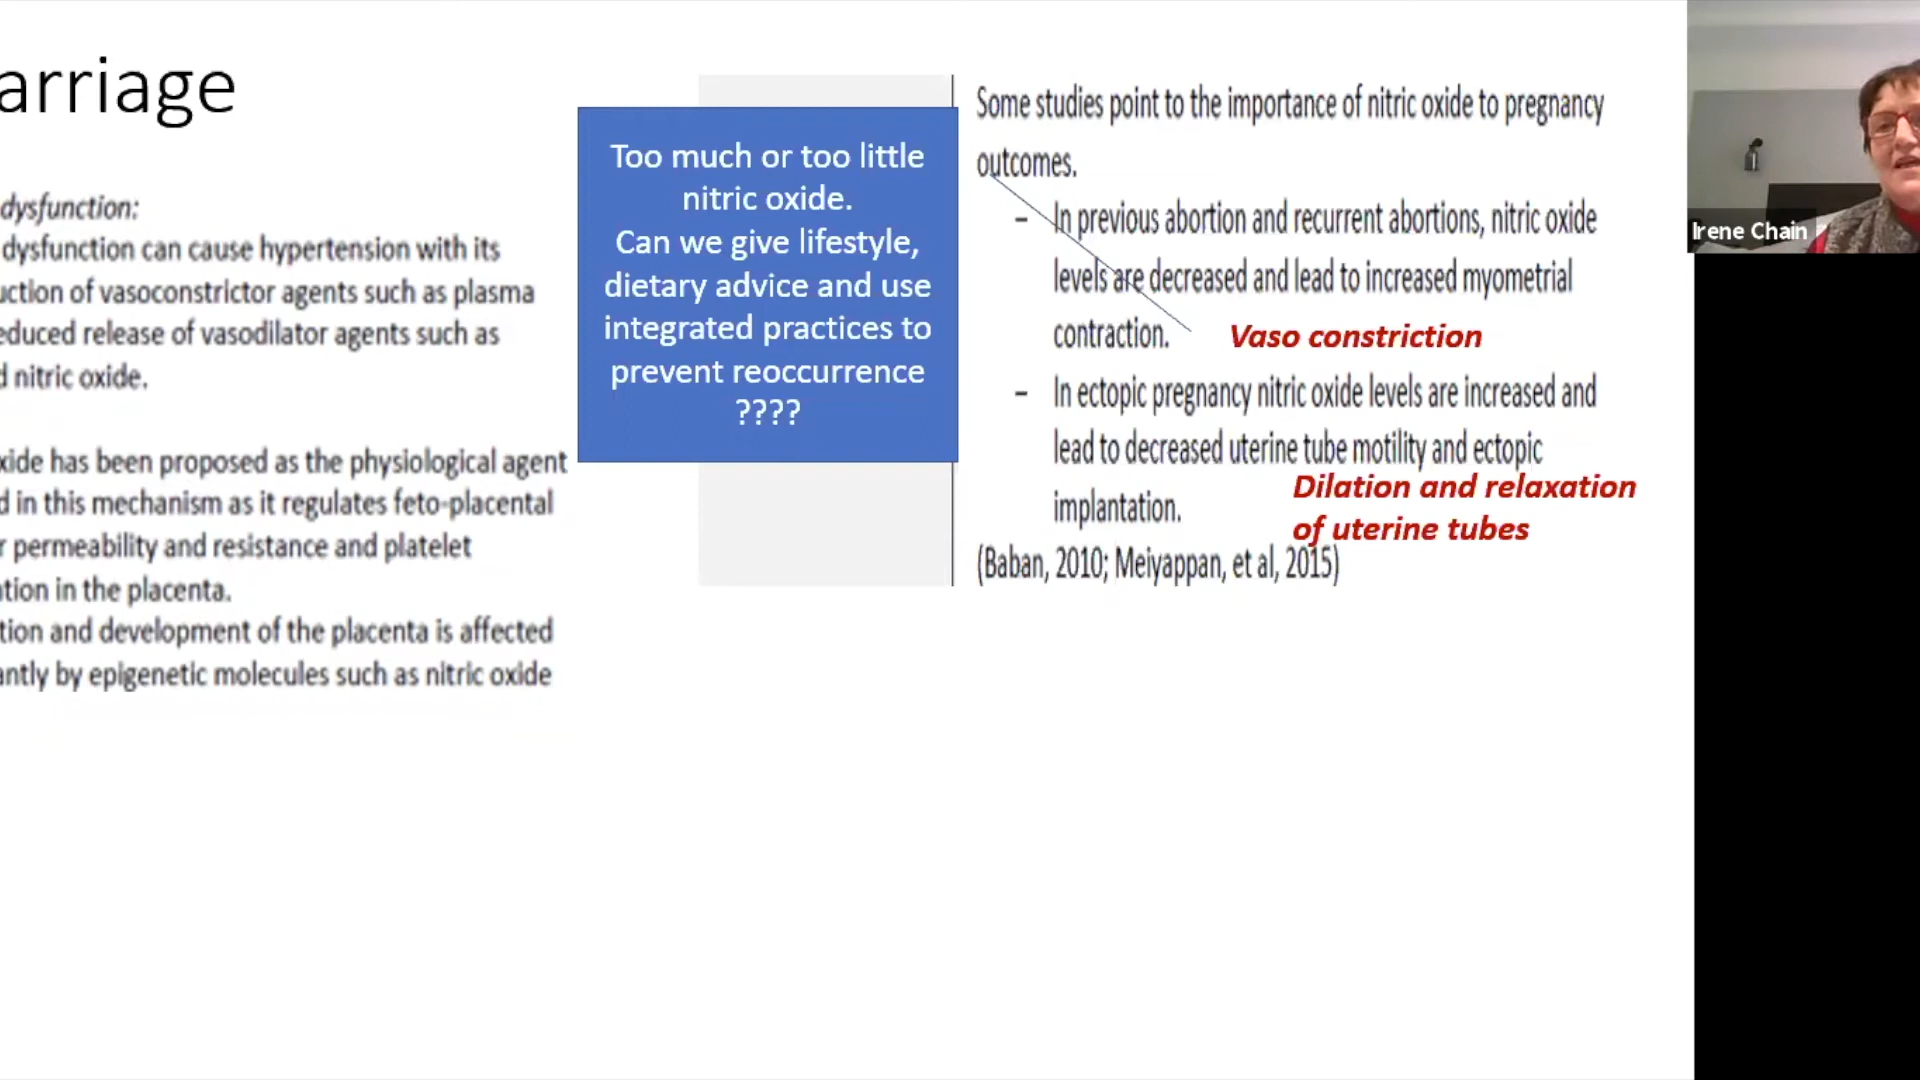 arriage
dysfunction:
dysfunction can cause hypertension with its
uction of vasoconstrictor agents such as plasma
educed release of vasodilator agents such as
d nitric oxide.
xide has been proposed as the physiological agent
d in this mechanism as it regulates feto-placental
r permeability and resistance and platelet
ation in the placenta.
tion and development of the placenta is affected
antly by epigenetic molecules such as nitric oxide
Too much or too little
nitric oxide.
Can we give lifestyle,
dietary advice and use
integrated practices to
prevent reoccurrence
????
Some studies point to the importance of nitric oxide to pregnancy
outcomes.
– In previous abortion and recurrent abortions, nitric oxide
levels are decreased and lead to increased myometrial
contraction.
Vaso constriction
– In ectopic pregnancy nitric oxide levels are increased and
lead to decreased uterine tube motility and ectopic
implantation.
Dilation and relaxation
of uterine tubes
(Baban, 2010; Meiyappan, et al, 2015)
Irene Chain